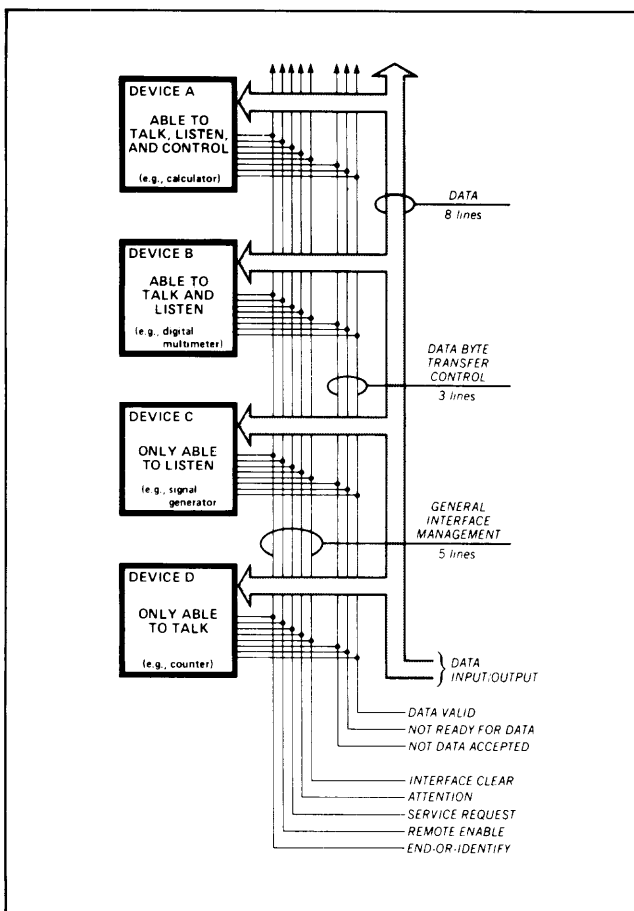 DEVICE A
ABLE TO
TALK, LISTEN,
AND CONTROL
(e.g., calculator)
DATA
8 lines
DEVICE B
ABLE TO
TALK AND
LISTEN
(e.g., digital
multimeter)
DATA BYTE
TRANSFER
CONTROL
3 lines
DEVICE C
ONLY ABLE
TO LISTEN
(e.g., signal
generator
GENERAL
INTERFACE
MANAGEMENT
5 lines
DEVICE D
ONLY ABLE
TO TALK
(e.g., counter)
DATA
INPUT/OUTPUT
DATA VALID
NOT READY FOR DATA
NOT DATA ACCEPTED
INTERFACE CLEAR
ATTENTION
SERVICE REQUEST
REMOTE ENABLE
END-OR-IDENTIFY